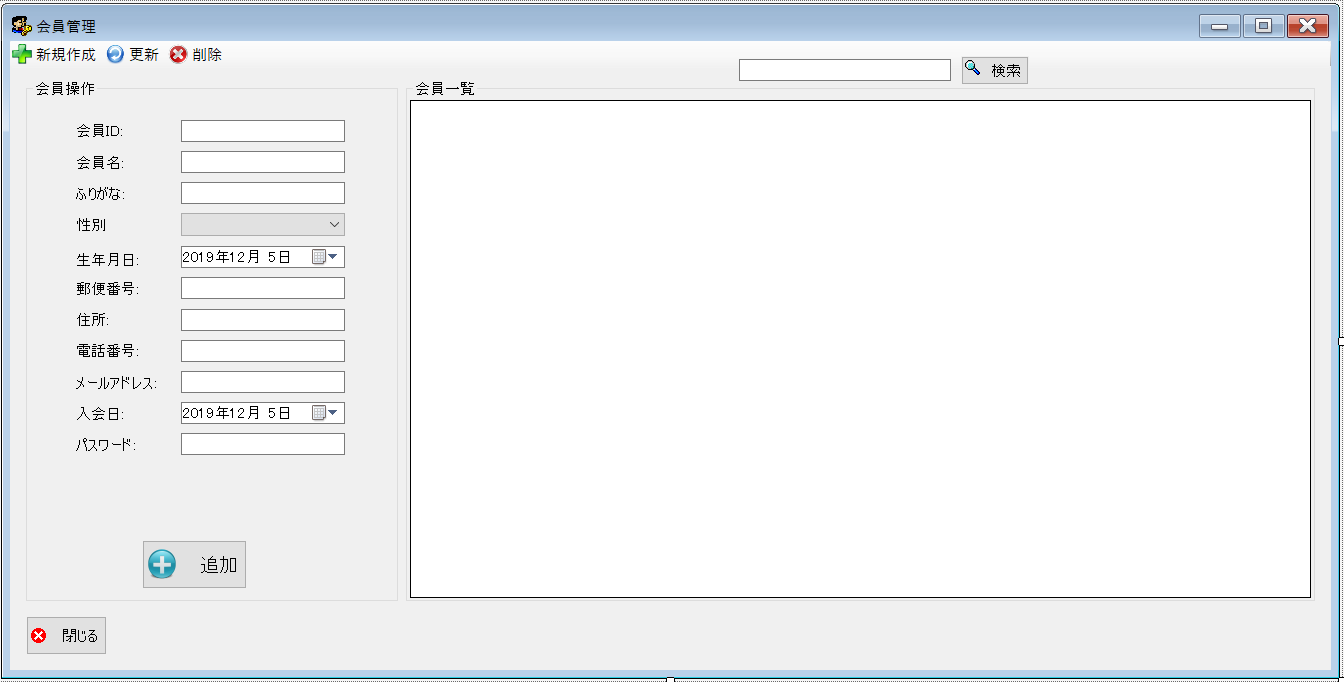 会員管理
新規作成 更新 削除
検索
会員操作
会員ID:
会員名:
ふりがな:
性別
生年月日: 2019年12月 5日
郵便番号:
住所:
電話番号:
メールアドレス:
入会日: 2019年12月 5日
パスワード:
追加
会員一覧
閉じる